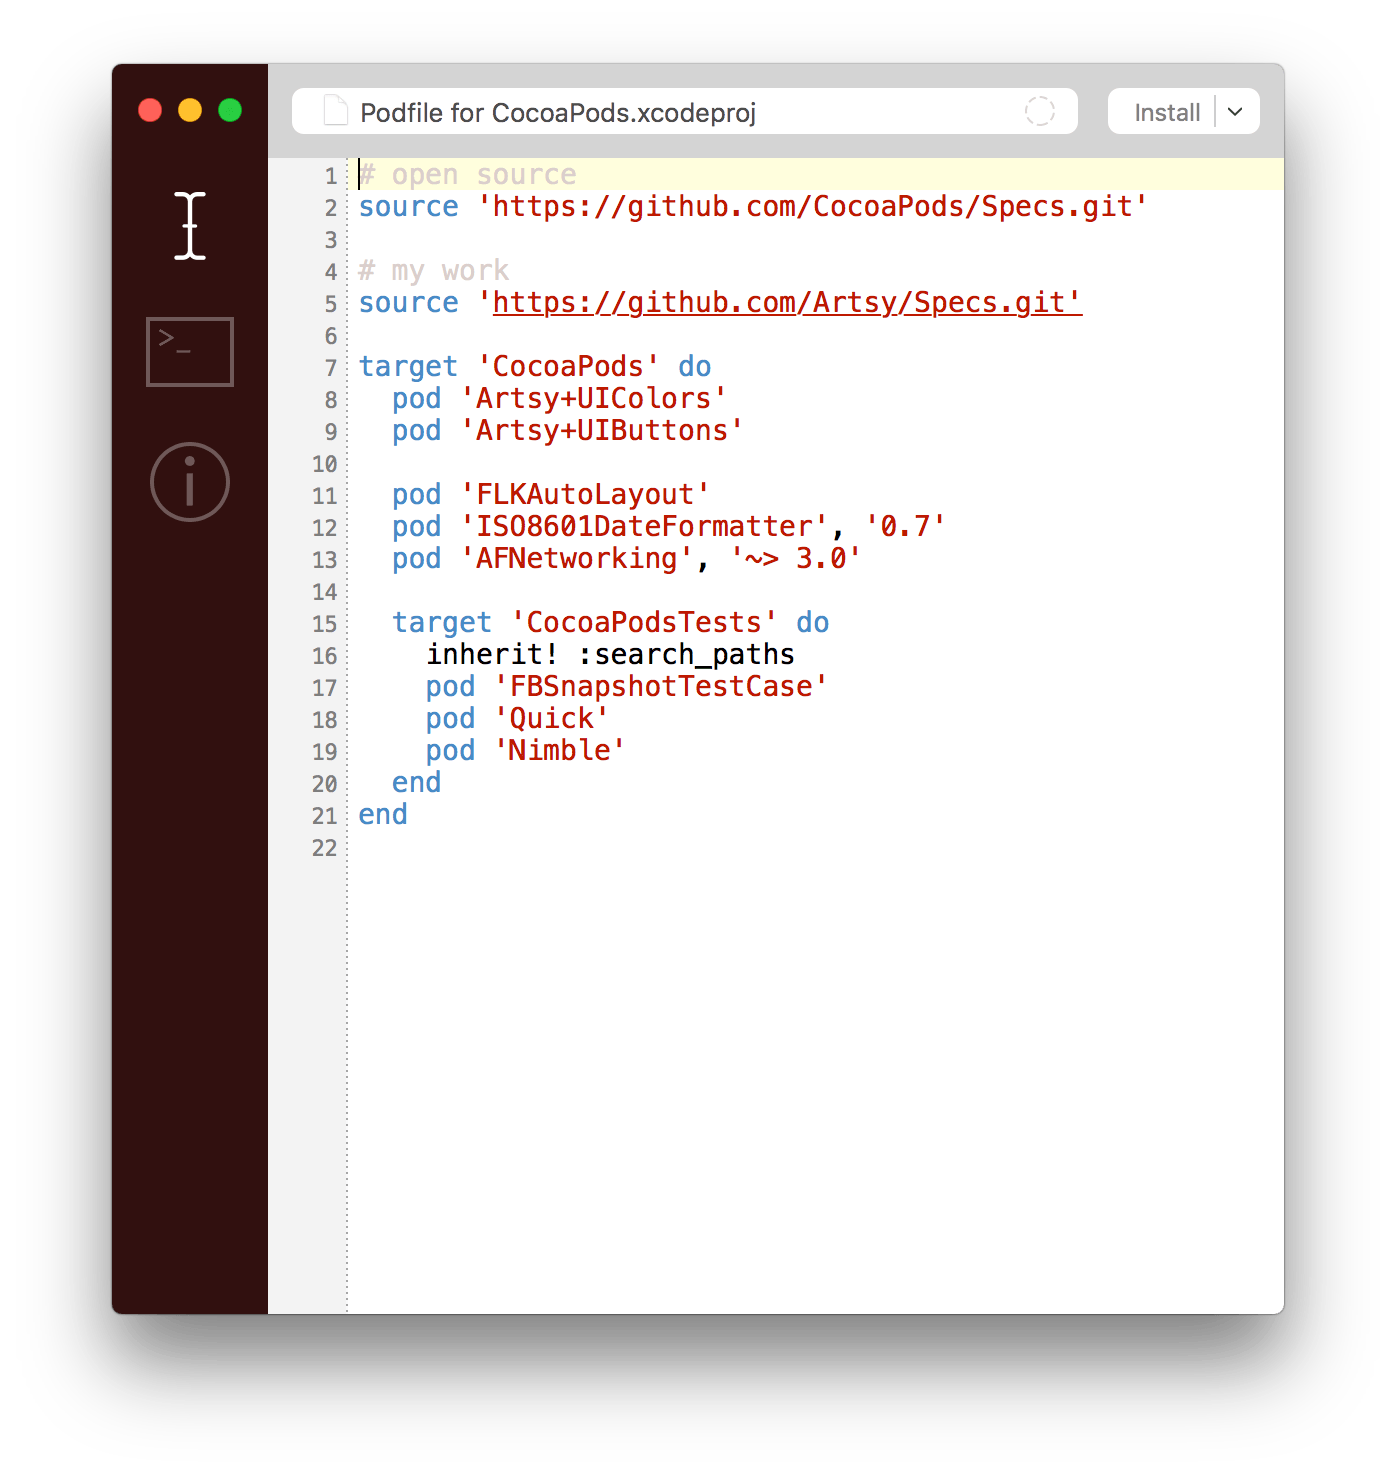 Podfile for CocoaPods.xcodeproj
Install
1 # open source
2 source 'https://github.com/CocoaPods/Specs.git'
3
4 # my work
5 source 'https://github.com/Artsy/Specs.git'
6
7 target 'CocoaPods' do
8   pod 'Artsy+UIColors'
9   pod 'Artsy+UIButtons'
10
11   pod 'FLKAutoLayout'
12   pod 'ISO8601DateFormatter', '0.7'
13   pod 'AFNetworking', '~> 3.0'
14
15   target 'CocoaPodsTests' do
16     inherit! :search_paths
17     pod 'FBSnapshotTestCase'
18     pod 'Quick'
19     pod 'Nimble'
20   end
21 end
22